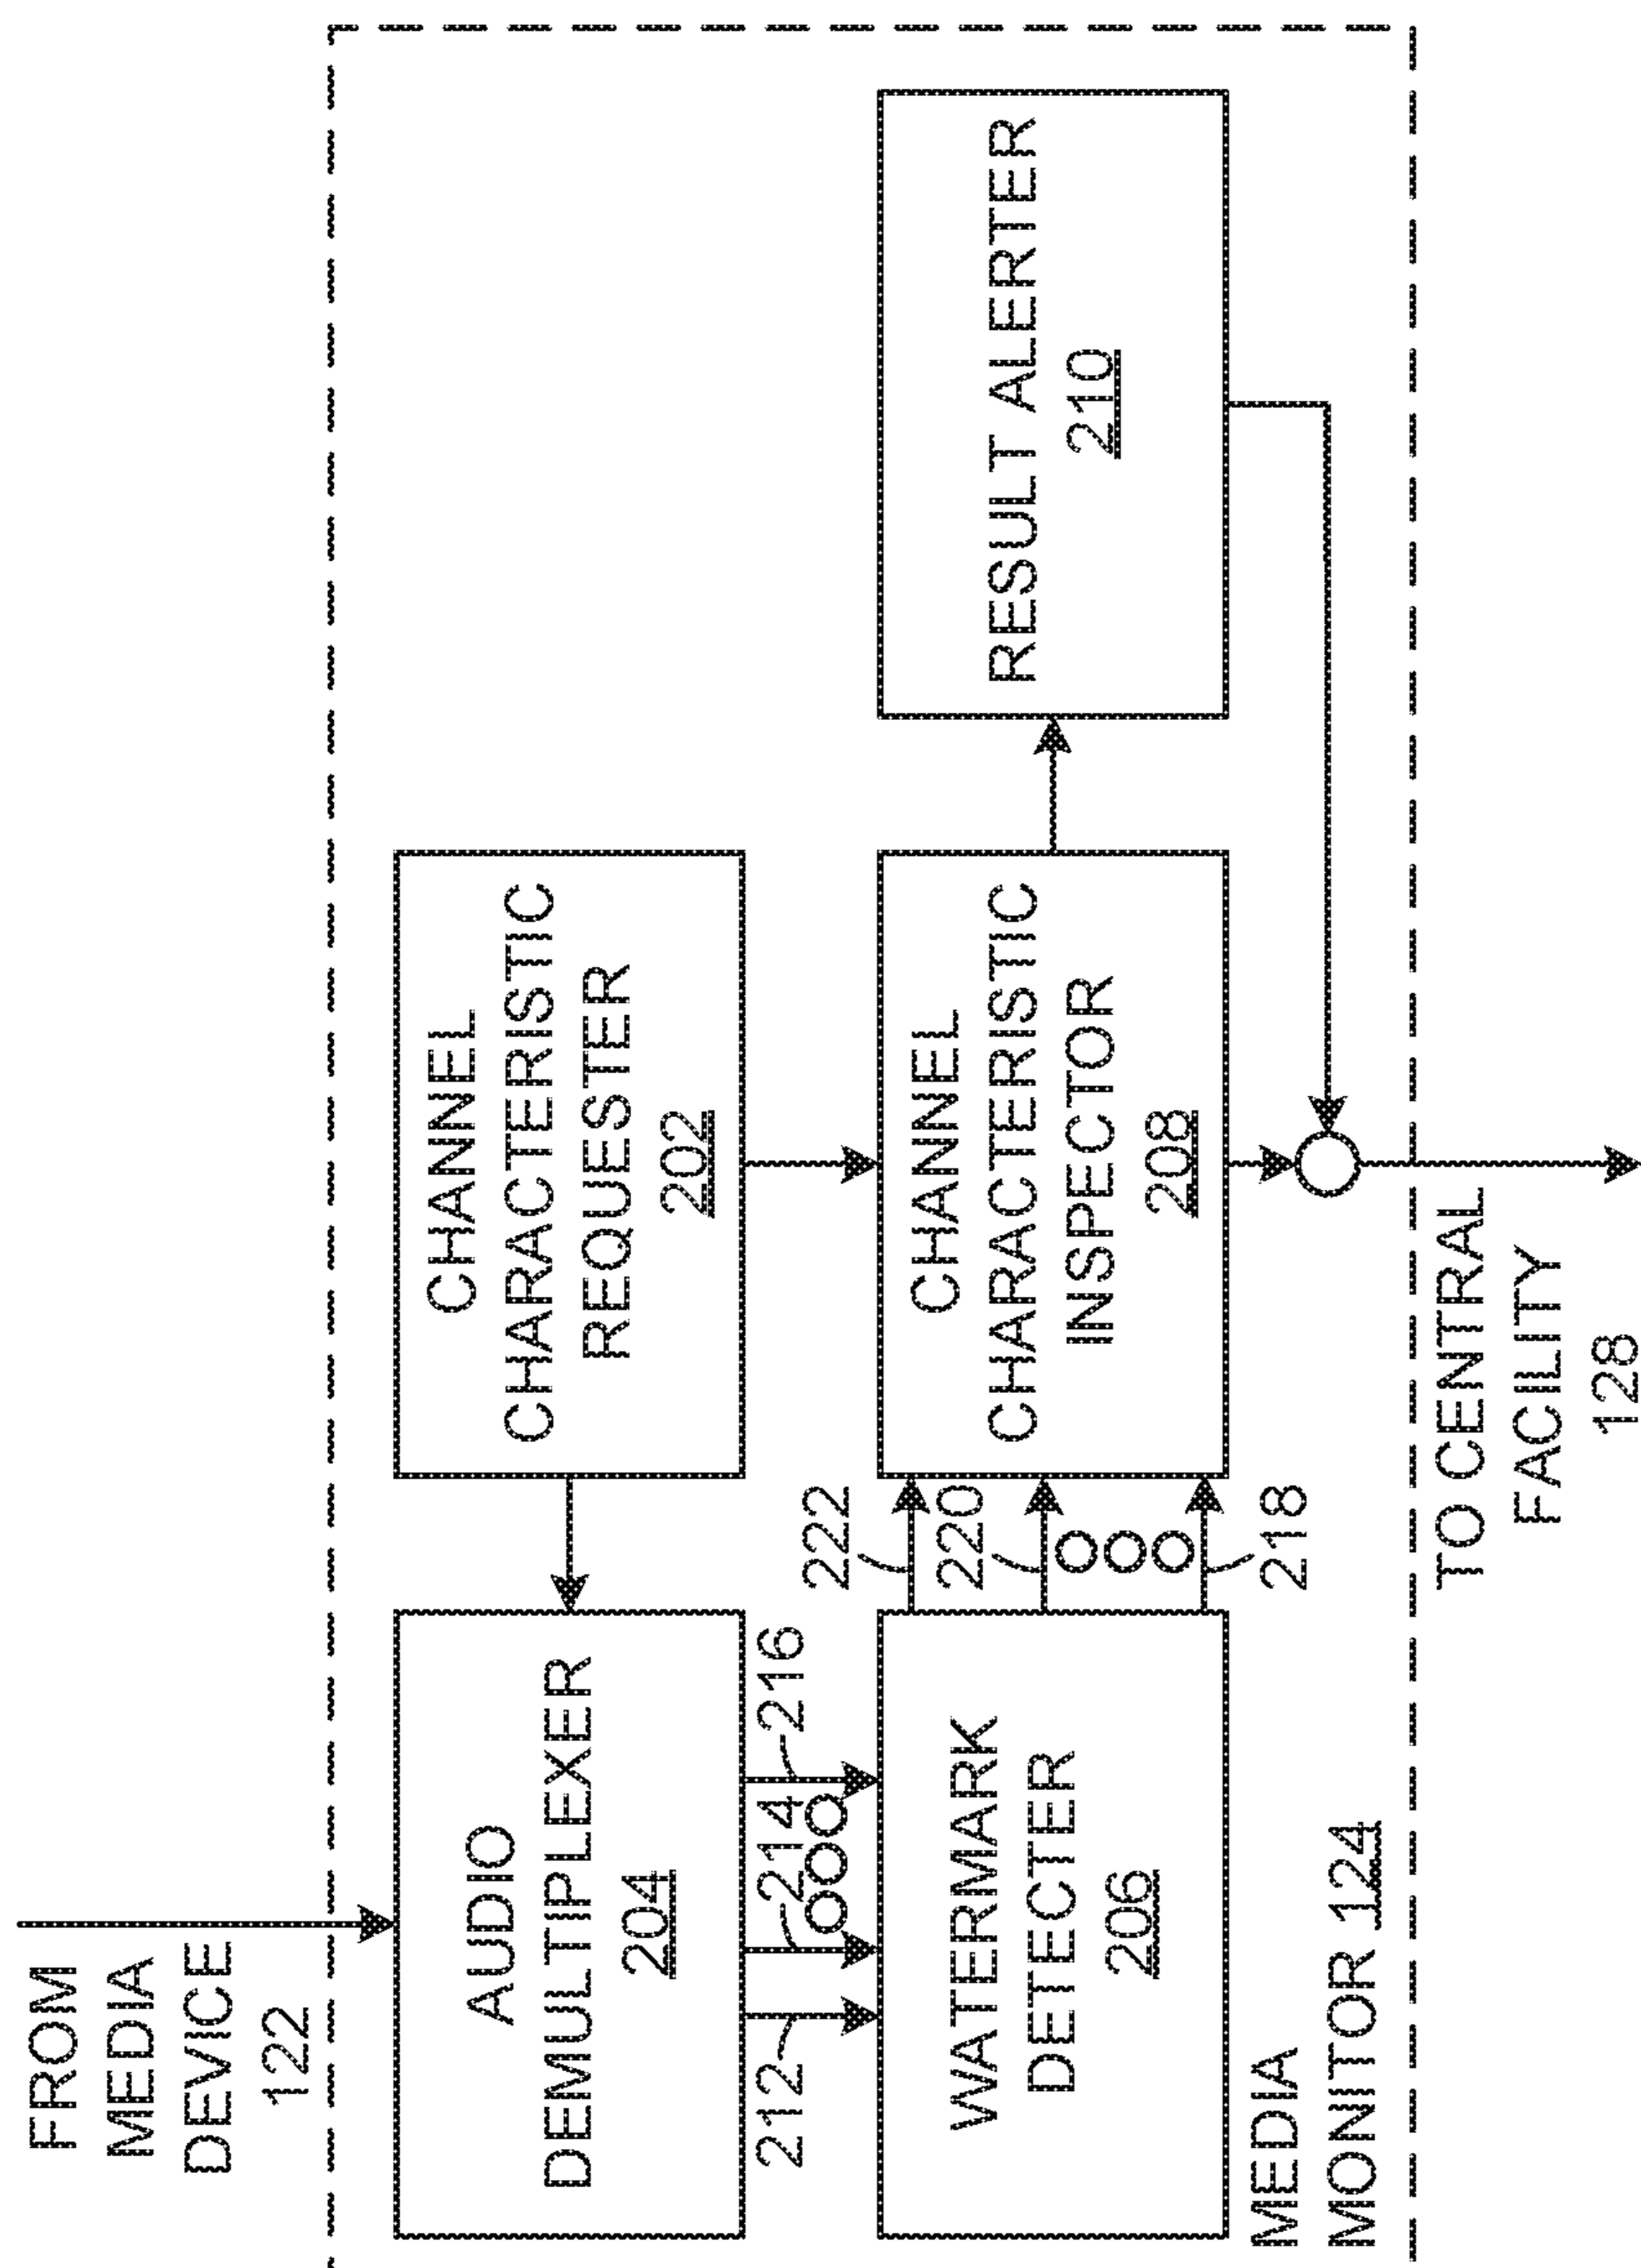 FROM
MEDIA
DEVICE
122
AUDIO
DEMULTIPLEXER
204
CHANNEL
CHARACTERISTIC
REQUESTER
202
212
214
216
WATERMARK
DETECTER
206
222
220
218
CHANNEL
CHARACTERISTIC
INSPECTOR
208
RESULT ALERTER
210
MEDIA
MONITOR 124
TO CENTRAL
FACILITY
128